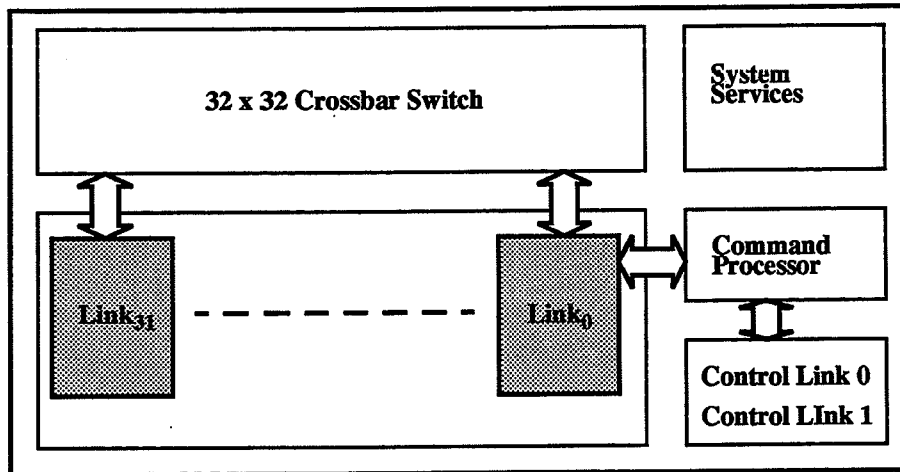 32 x 32 Crossbar Switch
System
Services
Link31
Link0
Command
Processor
Control Link 0
Control LInk 1